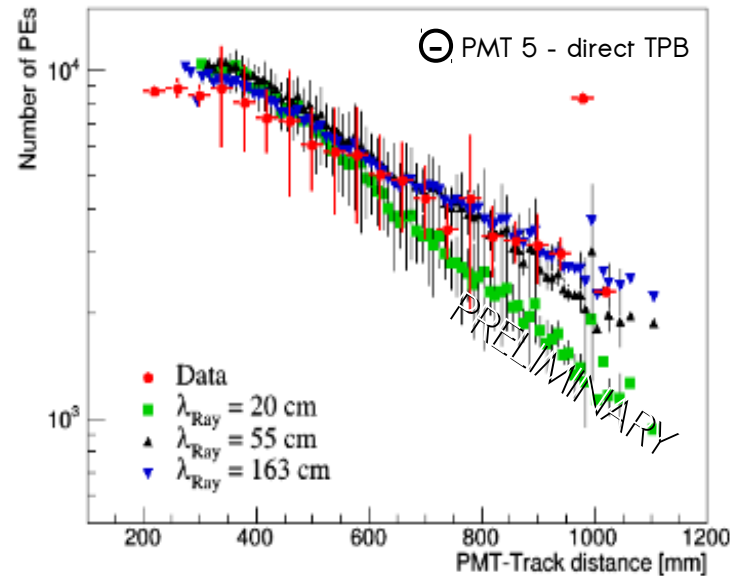 Number of PEs
10⁴
10³
⊖ PMT 5 - direct TPB
PRELIMINARY
Data
λ_Ray = 20 cm
λ_Ray = 55 cm
λ_Ray = 163 cm
200 400 600 800 1000 1200
PMT-Track distance [mm]